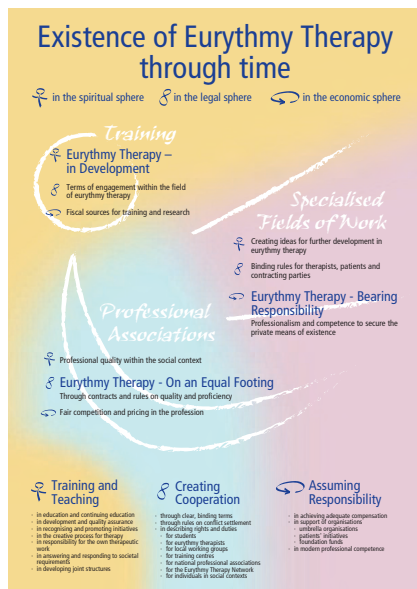 Existence of Eurythmy Therapy
through time
in the spiritual sphere
in the legal sphere
in the economic sphere
Training
Eurythmy Therapy –
in Development
Terms of engagement within the field
of eurythmy therapy
Fiscal sources for training and research
Specialised
Fields of Work
Creating ideas for further development in
eurythmy therapy
Binding rules for therapists, patients and
contracting parties
Eurythmy Therapy - Bearing
Responsibility
Professionalism and competence to secure the
private means of existence
Professional
Associations
Professional quality within the social context
Eurythmy Therapy - On an Equal Footing
Through contracts and rules on quality and proficiency
Fair competition and pricing in the profession
Training and
Teaching
- in education and continuing education
- in development and quality assurance
- in recognising and promoting initiatives
- in the creative process for therapy
- in responsibility for the own therapeutic
work
- in answering and responding to societal
requirements
- in developing joint structures
Creating
Cooperation
- through clear, binding terms
- through rules on conflict settlement
- in describing rights and duties
- for students
- for eurythmy therapists
- for local wolking groups
- for training centres
- for national professional associations
- for the Eurythmy Therapy Network
- for individuals in social contexts
Assuming
Responsibility
- in achieving adequate compensation
- in support of organisations
- umbrella organisations
- patients' initiatives
- foundation funds
- in modern professional competence